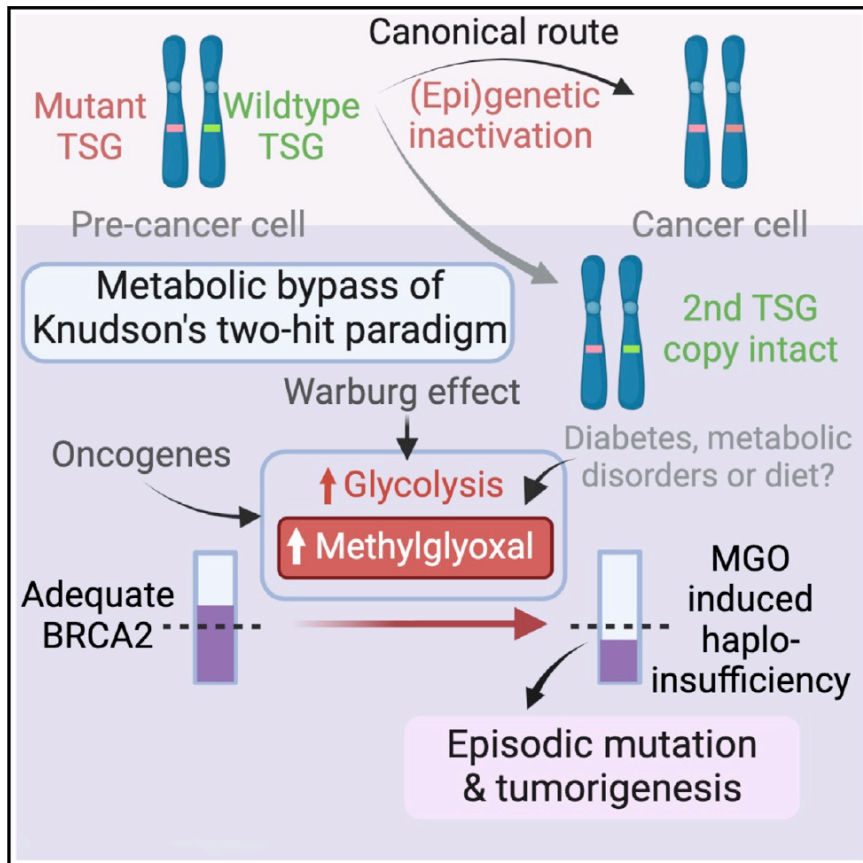 Canonical route
Mutant
TSG
Wildtype
TSG
(Epi)genetic
inactivation
Pre-cancer cell
Cancer cell
Metabolic bypass of
Knudson's two-hit paradigm
2nd TSG
copy intact
Warburg effect
Oncogenes
Diabetes, metabolic
disorders or diet?
Glycolysis
Methylglyoxal
Adequate
BRCA2
MGO
induced
haplo-
insufficiency
Episodic mutation
& tumorigenesis